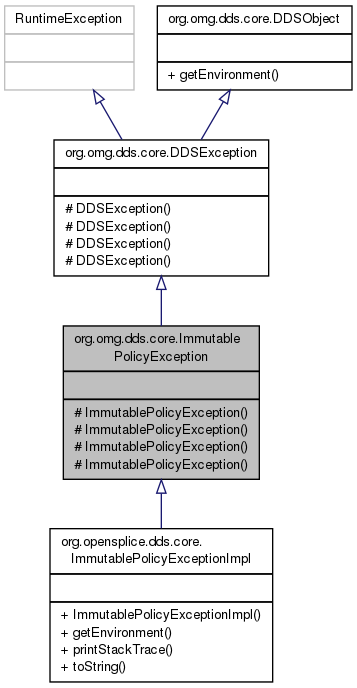 RuntimeException
org.omg.dds.core.DDSObject
+ getEnvironment()
org.omg.dds.core.DDSException
# DDSException()
# DDSException()
# DDSException()
# DDSException()
org.omg.dds.core.Immutable
PolicyException
# ImmutablePolicyException()
# ImmutablePolicyException()
# ImmutablePolicyException()
# ImmutablePolicyException()
org.opensplice.dds.core.
ImmutablePolicyExceptionImpl
+ ImmutablePolicyExceptionImpl()
+ getEnvironment()
+ printStackTrace()
+ toString()